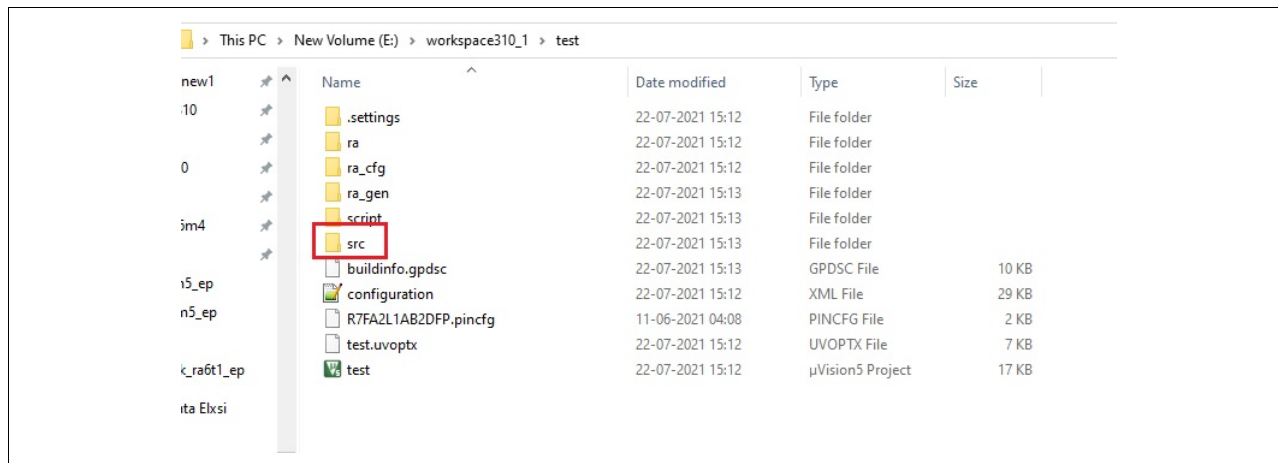 This PC > New Volume (E:) > workspace310_1 > test
new1
Name Date modified Type Size
.settings 22-07-2021 15:12 File folder
ra 22-07-2021 15:12 File folder
ra_cfg 22-07-2021 15:12 File folder
ra_gen 22-07-2021 15:13 File folder
script 22-07-2021 15:13 File folder
src 22-07-2021 15:13 File folder
buildinfo.gpdsc 22-07-2021 15:13 GPDSC File 10 KB
configuration 22-07-2021 15:12 XML File 29 KB
R7FA2L1AB2DFP.pincfg 11-06-2021 04:08 PINCFG File 2 KB
test.uvoptx 22-07-2021 15:12 UVOPTX File 7 KB
test 22-07-2021 15:12 µVision5 Project 17 KB
10
0
m4
n5_ep
k_ra6t1_ep
ata Elxsi